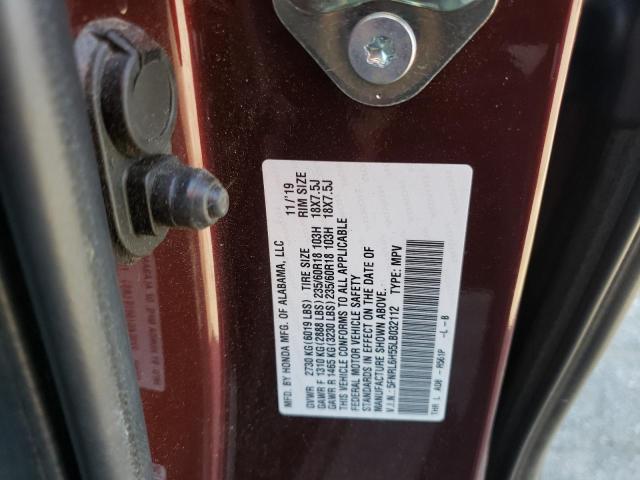 MFD. BY HONDA MFG. OF ALABAMA, LLC 11/'19
GVWR 2730 KG (6019 LBS) TIRE SIZE RIM SIZE
GAWR F 1310 KG (2888 LBS) 235/60R18 103H 18X7.5J
GAWR R 1465 KG (3230 LBS) 235/60R18 103H 18X7.5J
THIS VEHICLE CONFORMS TO ALL APPLICABLE
FEDERAL MOTOR VEHICLE SAFETY
STANDARDS IN EFFECT ON THE DATE OF
MANUFACTURE SHOWN ABOVE.
V.I.N.: 5FNRL6H55LB032112 TYPE: MPV
THR L ADE - R561P -L-B